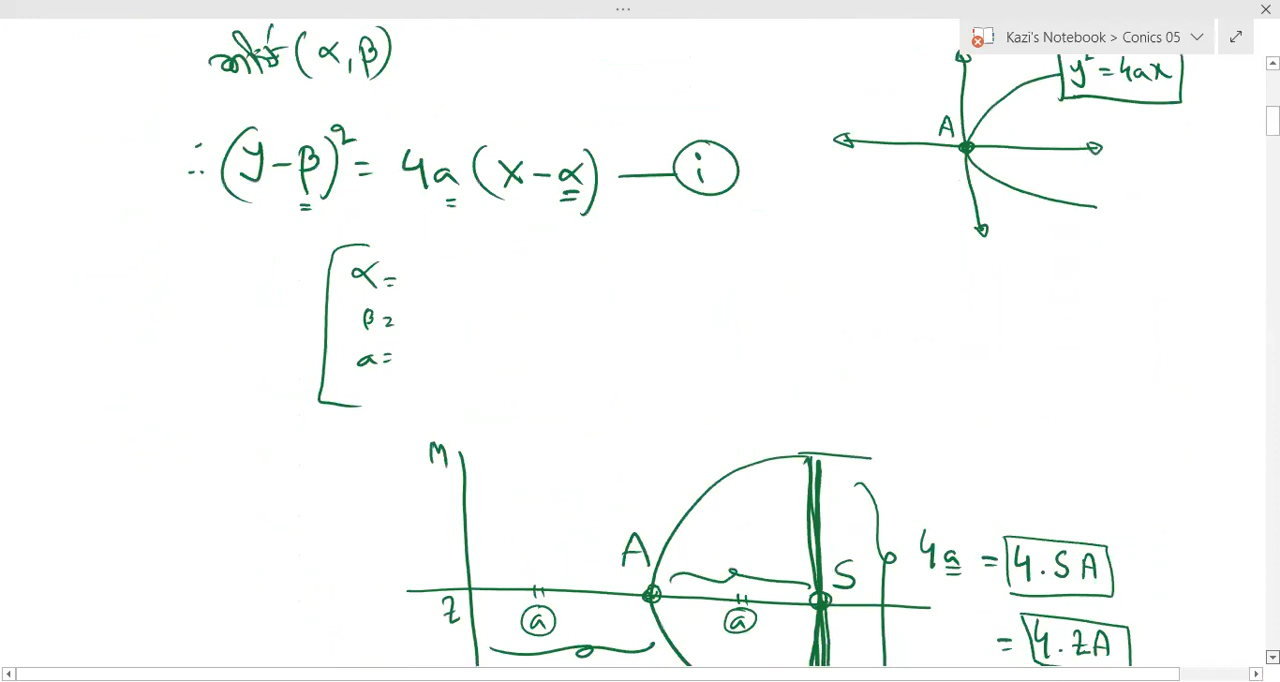 Kazi's Notebook > Conics 05
শীর্ষ (α, β)
y² = 4ax
A
∴ (y - β)² = 4a (x - α) — i
α =
β =
a =
M
A
S
Z
a
a
4a = 4.SA
= 4.ZA